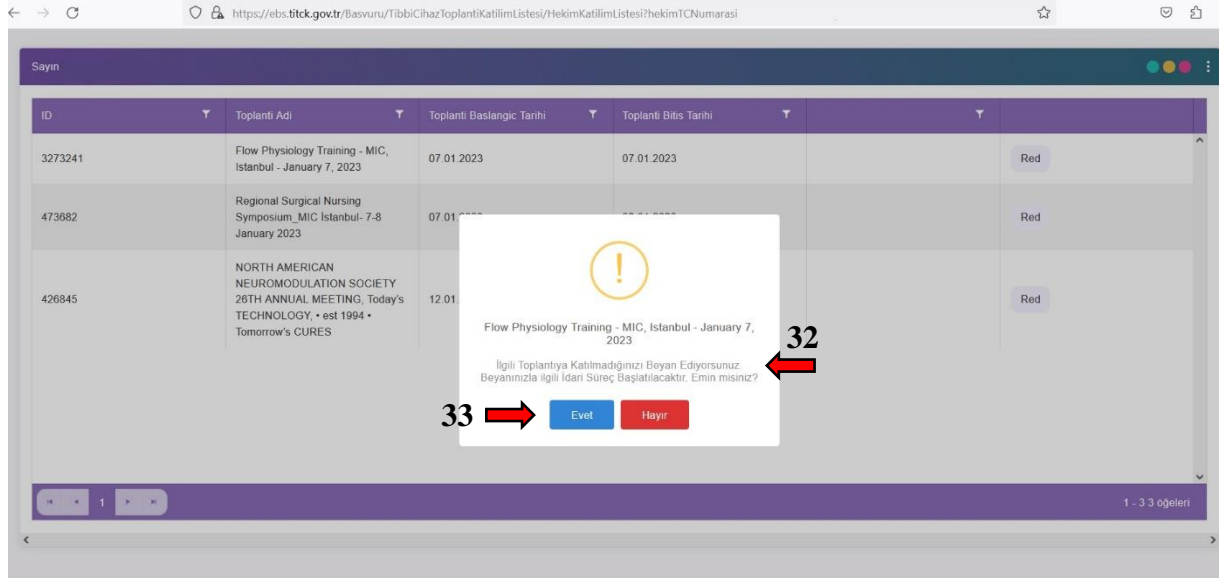 https://ebs.titck.gov.tr/Basvuru/TibbiCihazToplantiKatilimListesi/HekimKatilimListesi?hekimTCNumarasi
Sayın
ID
Toplanti Adi
Toplanti Baslangic Tarihi
Toplanti Bitis Tarihi
3273241
Flow Physiology Training - MIC,
Istanbul - January 7, 2023
07.01.2023
07.01.2023
Red
473682
Regional Surgical Nursing
Symposium_MIC İstanbul- 7-8
January 2023
07.01
Red
426845
NORTH AMERICAN
NEUROMODULATION SOCIETY
26TH ANNUAL MEETING, Today's
TECHNOLOGY, • est 1994 •
Tomorrow's CURES
12.01.
Red
!
Flow Physiology Training - MIC, Istanbul - January 7,
2023
İlgili Toplantıya Katılmadığınızı Beyan Ediyorsunuz.
Beyanınızla ilgili İdari Süreç Başlatılacaktır. Emin misiniz?
32
33
Evet
Hayır
1
1 - 3 3 öğeleri